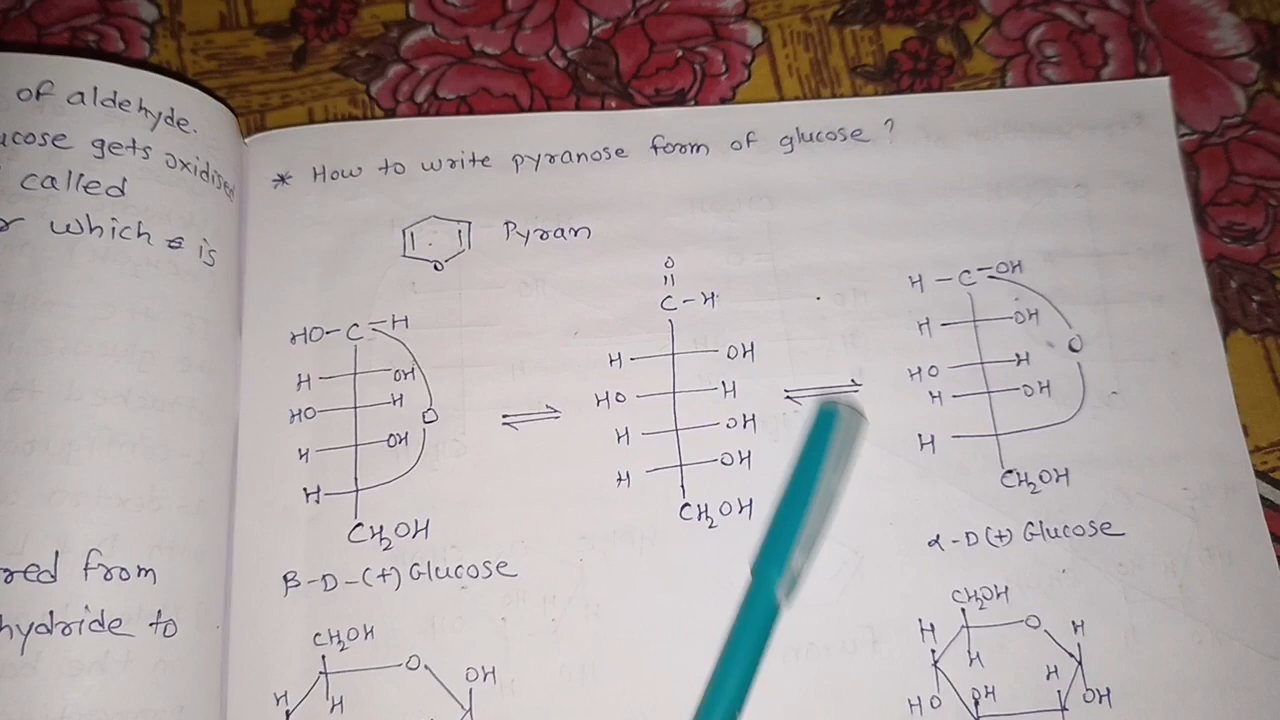 of aldehyde.
gets oxidised
called
which is
red from
hydride to
* How to write pyranose form of glucose ?
O
Pyran
HO-C-H
H OH
HO H
O
H OH
H
CH2OH
β-D-(+) Glucose
O
C-H
H OH
HO H
H OH
H OH
CH2OH
H-C-OH
H OH
O
HO H
H OH
H
CH2OH
α-D(+) Glucose
CH2OH
O
OH
H H
CH2OH
H O H
H H
HO OH OH